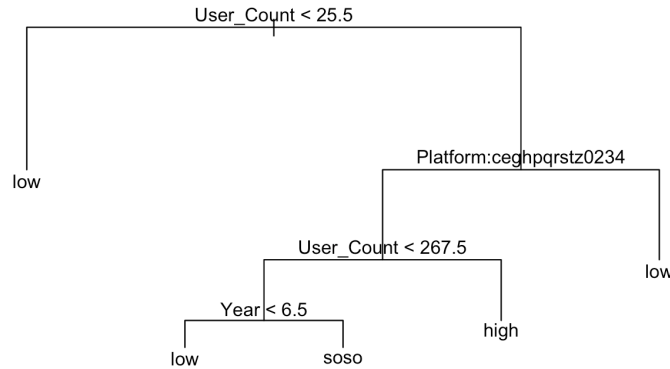 User_Count < 25.5
Platform:ceghpqrstz0234
low
User_Count < 267.5
low
Year < 6.5
high
low
soso